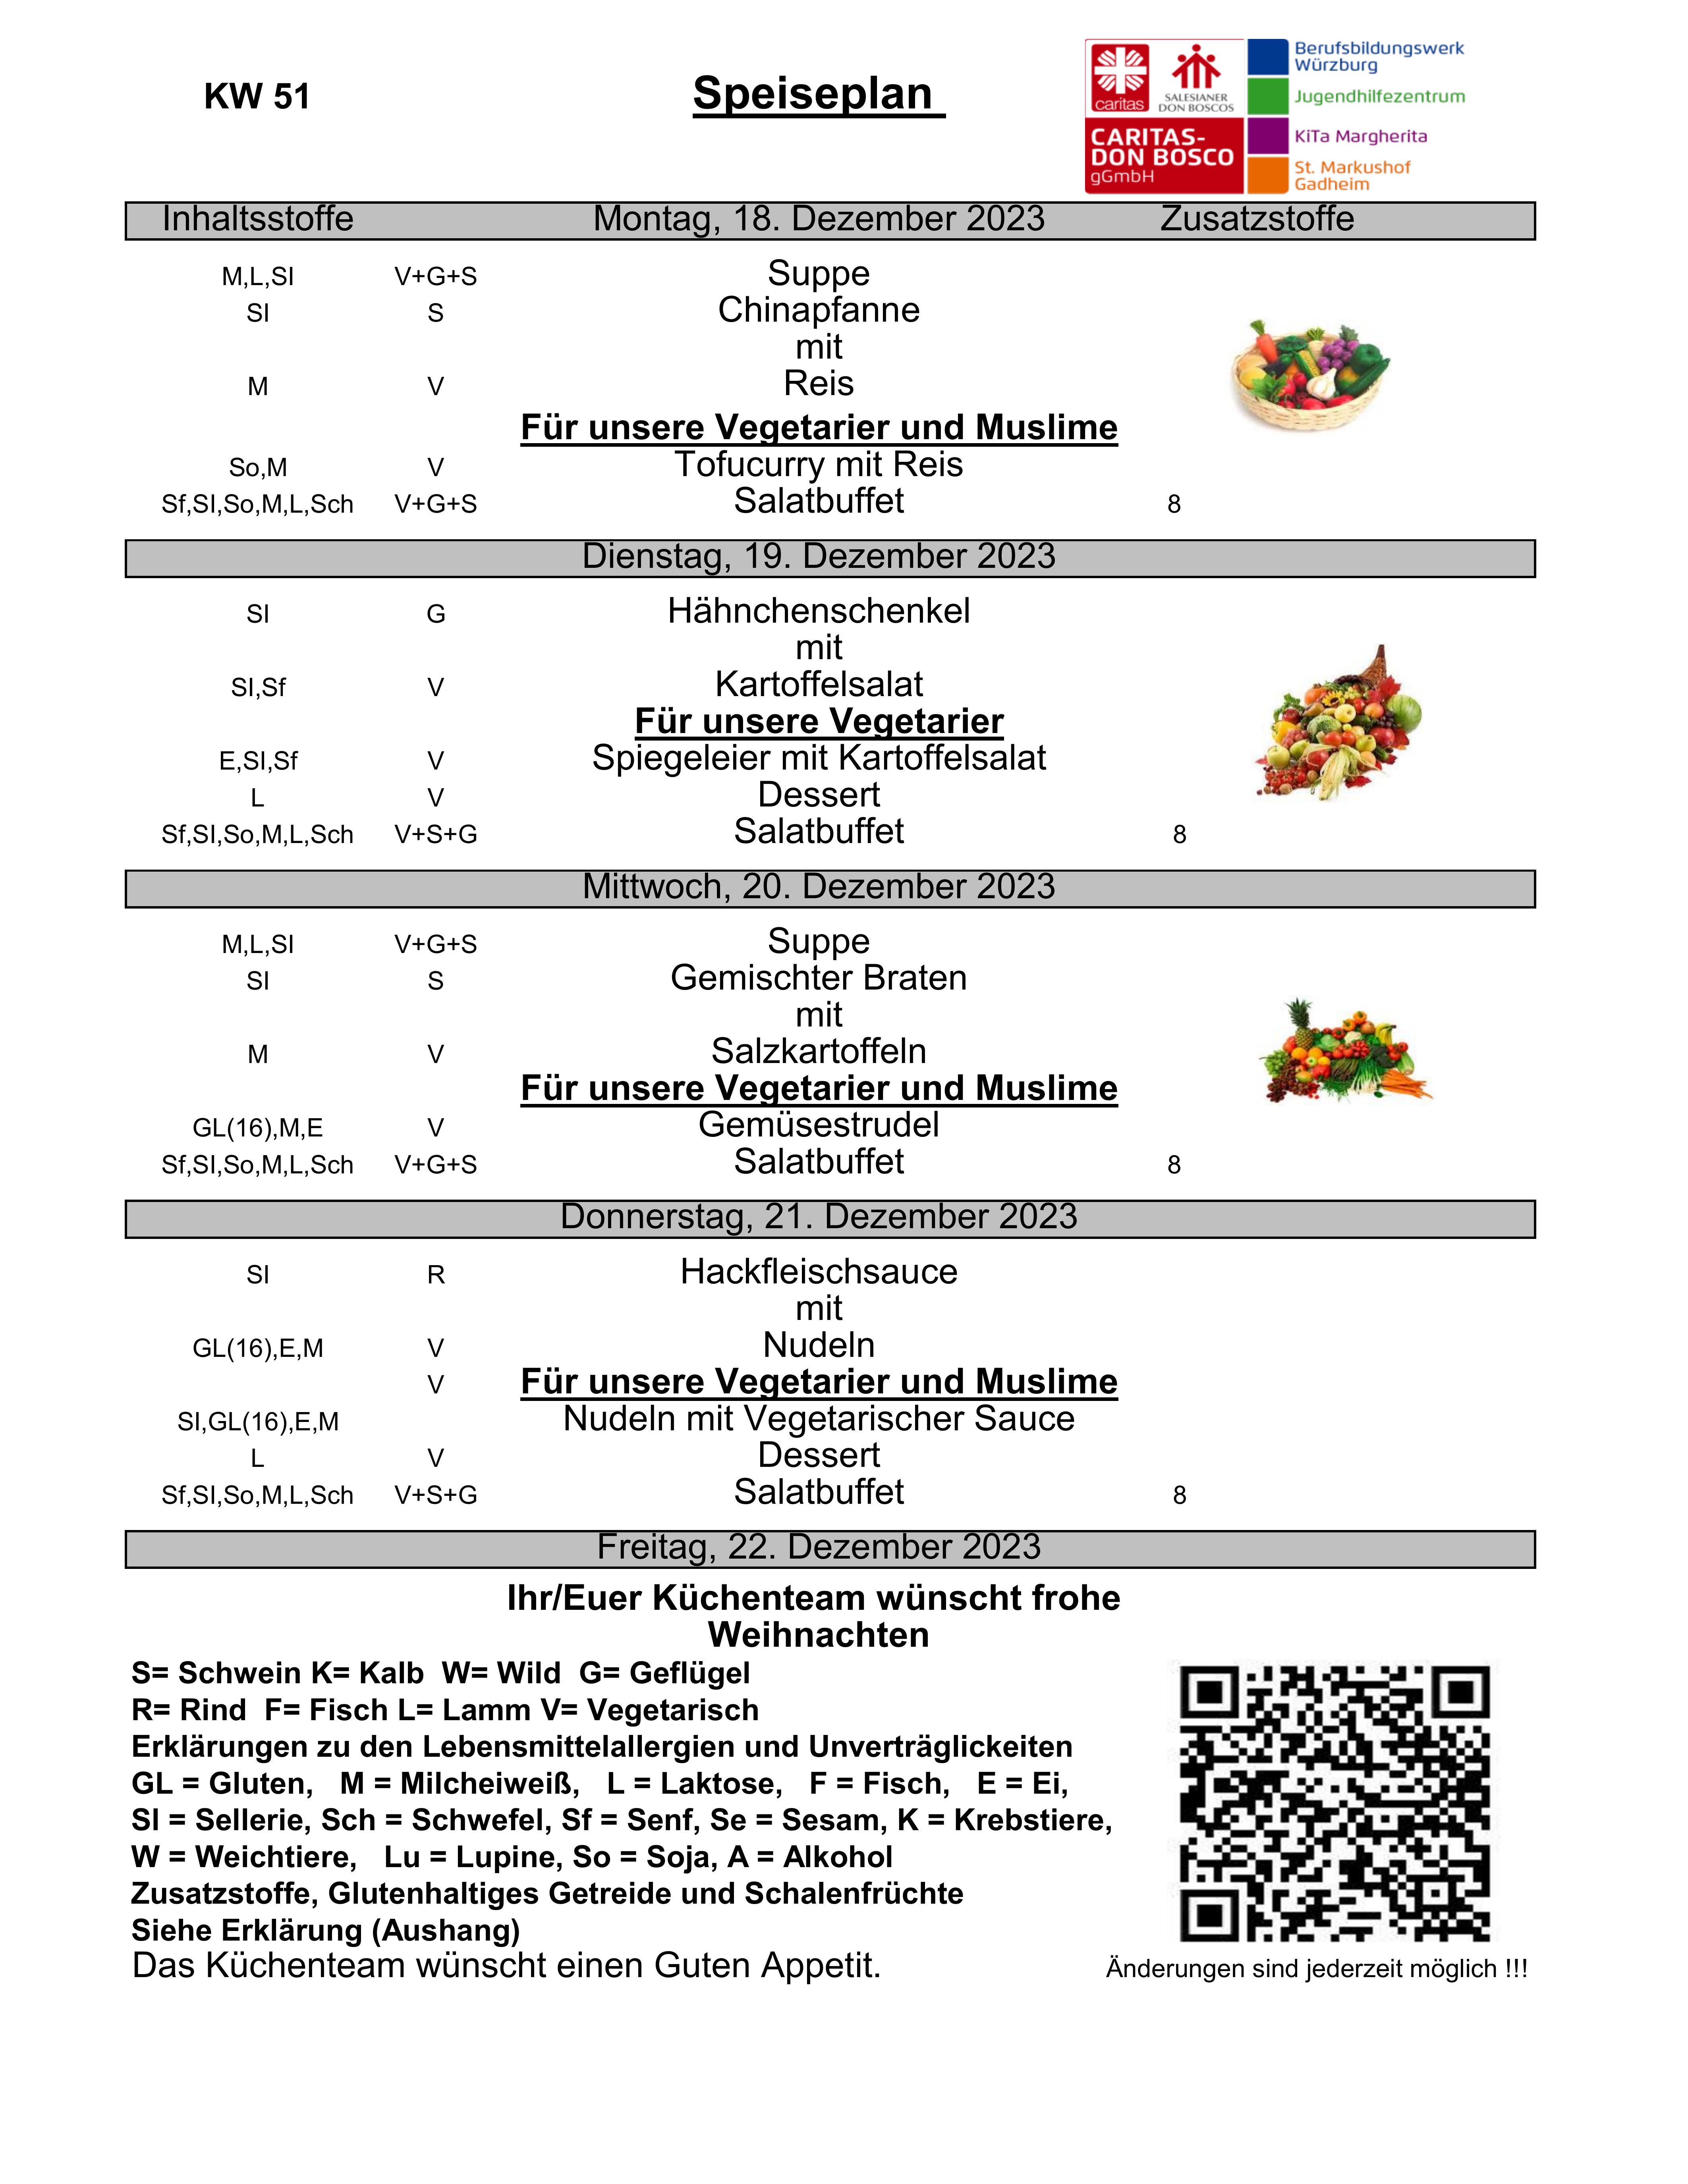 KW 51 Speiseplan
caritas SALESIANER DON BOSCOS
CARITAS-
DON BOSCO
gGmbH
Berufsbildungswerk
Würzburg
Jugendhilfezentrum
KiTa Margherita
St. Markushof
Gadheim
Inhaltsstoffe Montag, 18. Dezember 2023 Zusatzstoffe
M,L,Sl V+G+S Suppe
Sl S Chinapfanne
mit
M V Reis
Für unsere Vegetarier und Muslime
So,M V Tofucurry mit Reis
Sf,Sl,So,M,L,Sch V+G+S Salatbuffet 8
Dienstag, 19. Dezember 2023
Sl G Hähnchenschenkel
mit
Sl,Sf V Kartoffelsalat
Für unsere Vegetarier
E,Sl,Sf V Spiegeleier mit Kartoffelsalat
L V Dessert
Sf,Sl,So,M,L,Sch V+S+G Salatbuffet 8
Mittwoch, 20. Dezember 2023
M,L,Sl V+G+S Suppe
Sl S Gemischter Braten
mit
M V Salzkartoffeln
Für unsere Vegetarier und Muslime
GL(16),M,E V Gemüsestrudel
Sf,Sl,So,M,L,Sch V+G+S Salatbuffet 8
Donnerstag, 21. Dezember 2023
Sl R Hackfleischsauce
mit
GL(16),E,M V Nudeln
V Für unsere Vegetarier und Muslime
Sl,GL(16),E,M Nudeln mit Vegetarischer Sauce
L V Dessert
Sf,Sl,So,M,L,Sch V+S+G Salatbuffet 8
Freitag, 22. Dezember 2023
Ihr/Euer Küchenteam wünscht frohe
Weihnachten
S= Schwein K= Kalb W= Wild G= Geflügel
R= Rind F= Fisch L= Lamm V= Vegetarisch
Erklärungen zu den Lebensmittelallergien und Unverträglickeiten
GL = Gluten, M = Milcheiweiß, L = Laktose, F = Fisch, E = Ei,
Sl = Sellerie, Sch = Schwefel, Sf = Senf, Se = Sesam, K = Krebstiere,
W = Weichtiere, Lu = Lupine, So = Soja, A = Alkohol
Zusatzstoffe, Glutenhaltiges Getreide und Schalenfrüchte
Siehe Erklärung (Aushang)
Das Küchenteam wünscht einen Guten Appetit. Änderungen sind jederzeit möglich !!!